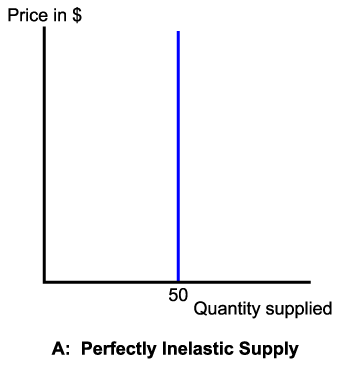 Price in $
50
Quantity supplied
A: Perfectly Inelastic Supply